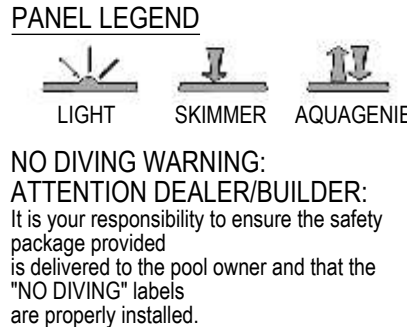 PANEL LEGEND
LIGHT SKIMMER AQUAGENIE
NO DIVING WARNING:
ATTENTION DEALER/BUILDER:
It is your responsibility to ensure the safety
package provided
is delivered to the pool owner and that the
"NO DIVING" labels
are properly installed.